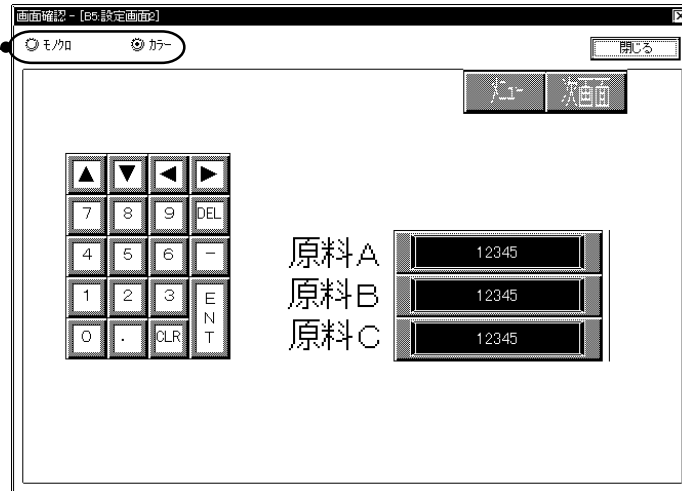 画面確認 - [B5:設定画面2]
モノクロ カラー 閉じる
メニュー 次画面
▲ ▼ ◀ ▶
7 8 9 DEL
4 5 6 -
1 2 3 ENT
0 . CLR
原料A 12345
原料B 12345
原料C 12345